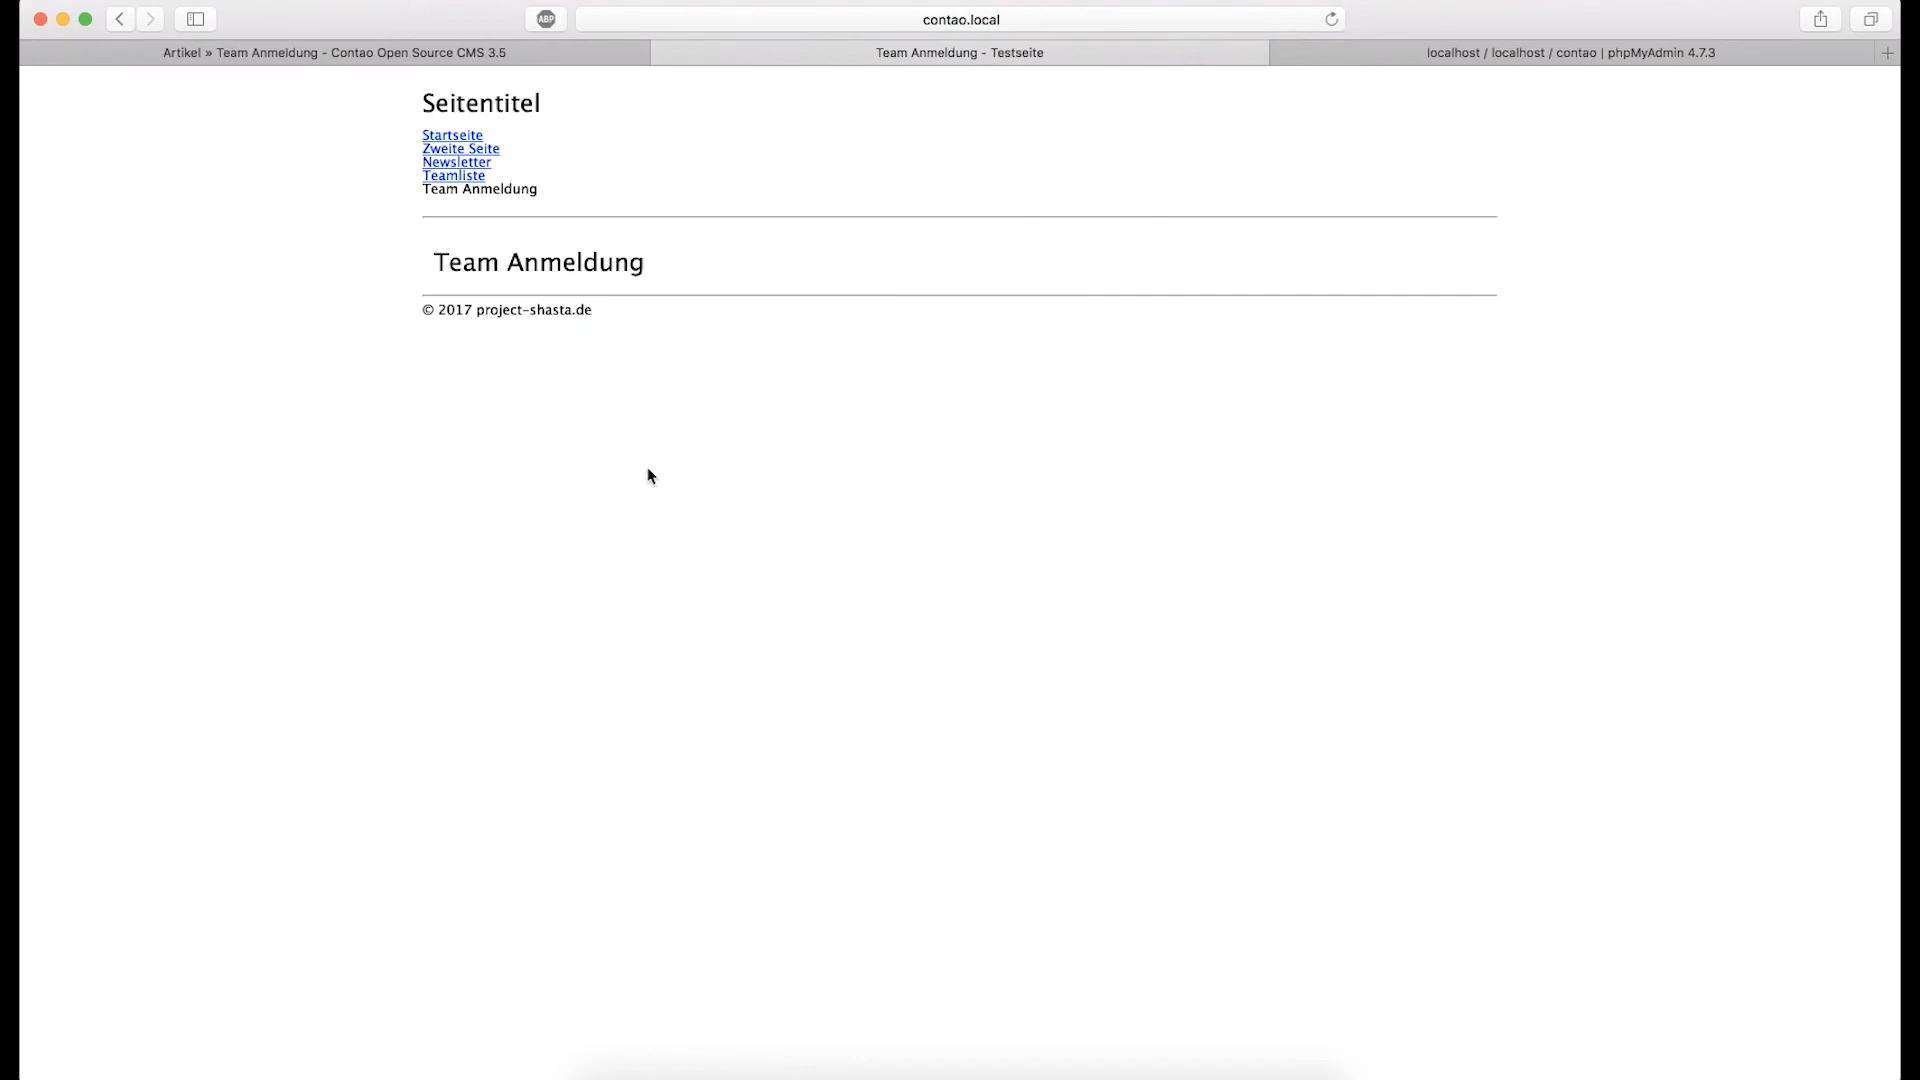 ABP
contao.local
Artikel » Team Anmeldung - Contao Open Source CMS 3.5
Team Anmeldung - Testseite
localhost / localhost / contao | phpMyAdmin 4.7.3
Seitentitel
Startseite
Zweite Seite
Newsletter
Teamliste
Team Anmeldung
Team Anmeldung
© 2017 project-shasta.de